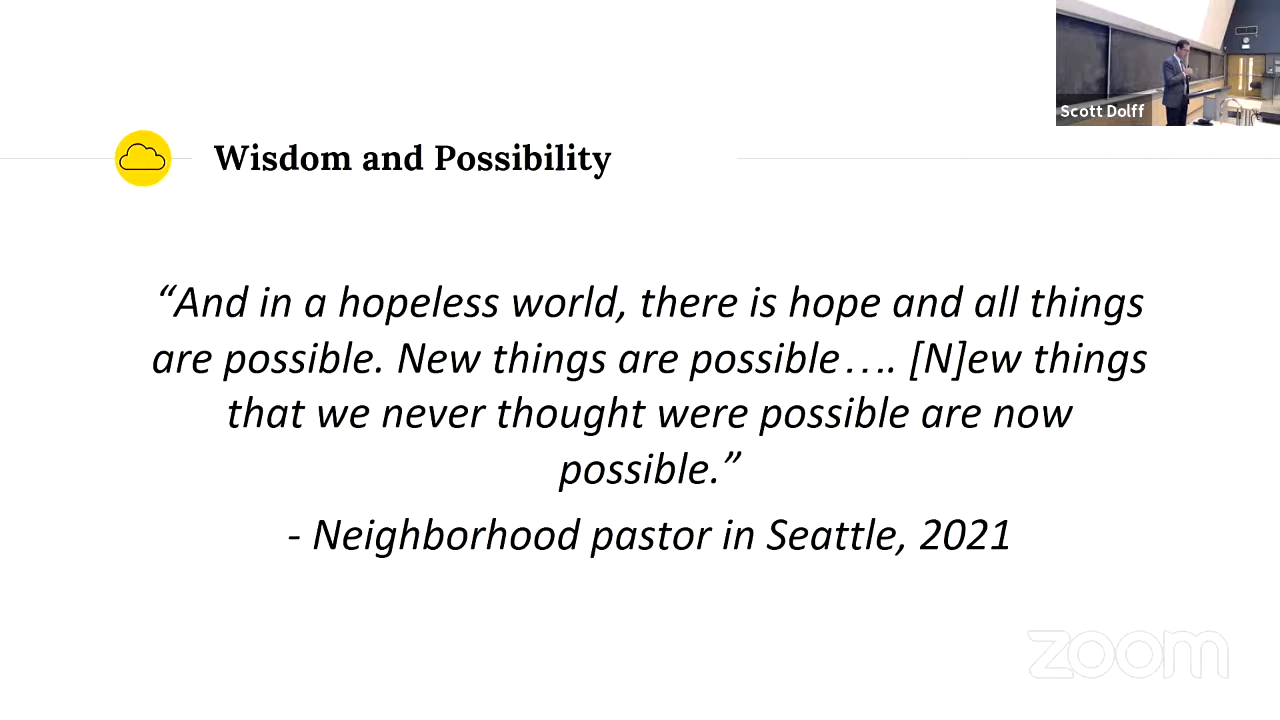 Scott Dolff
Wisdom and Possibility
“And in a hopeless world, there is hope and all things
are possible. New things are possible…. [N]ew things
that we never thought were possible are now
possible.”
- Neighborhood pastor in Seattle, 2021
zoom